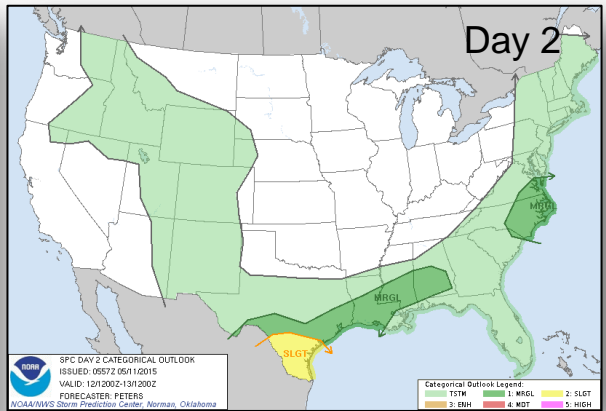 Day 2
MRGL
MRGL
SLGT
NOAA
SPC DAY 2 CATEGORICAL OUTLOOK
ISSUED: 0557Z 05/11/2015
VALID: 12/1200Z-13/1200Z
FORECASTER: PETERS
NOAA/NWS Storm Prediction Center, Norman, Oklahoma
Categorical Outlook Legend:
TSTM 1: MRGL 2: SLGT
3: ENH 4: MDT 5: HIGH